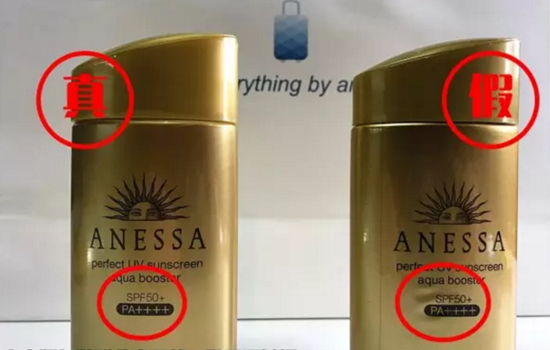 真
假
rything by ar
ANESSA
perfect UV sunscreen
aqua booster
SPF50+
PA++++
ANESSA
perfect UV sunscreen
aqua booster
SPF50+
PA++++